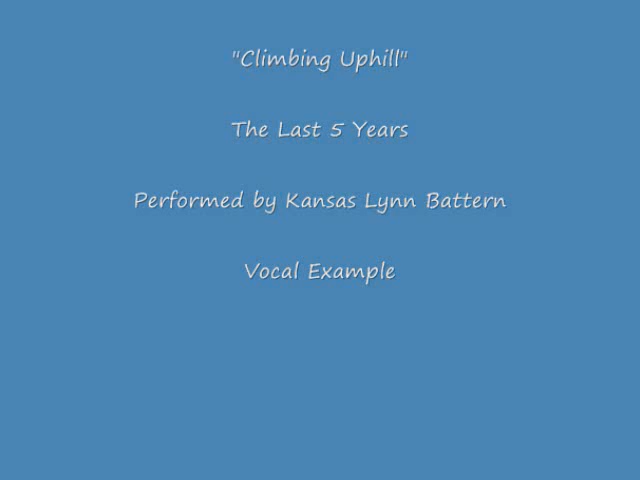 "Climbing Uphill"
The Last 5 Years
Performed by Kansas Lynn Battern
Vocal Example